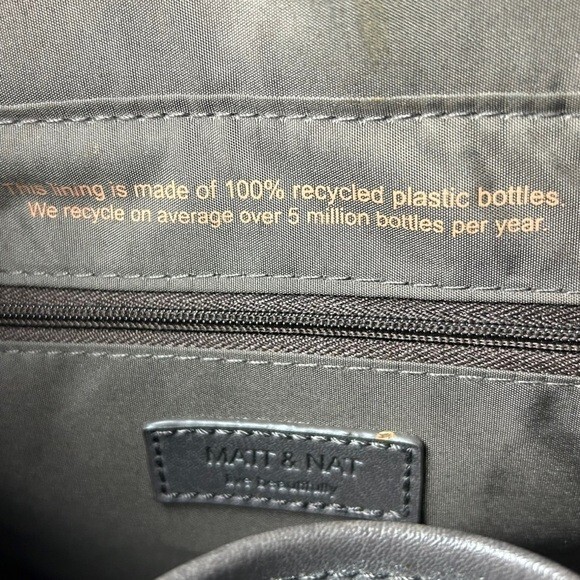 This lining is made of 100% recycled plastic bottles.
We recycle on average over 5 million bottles per year.
MATT & NAT
live beautifully